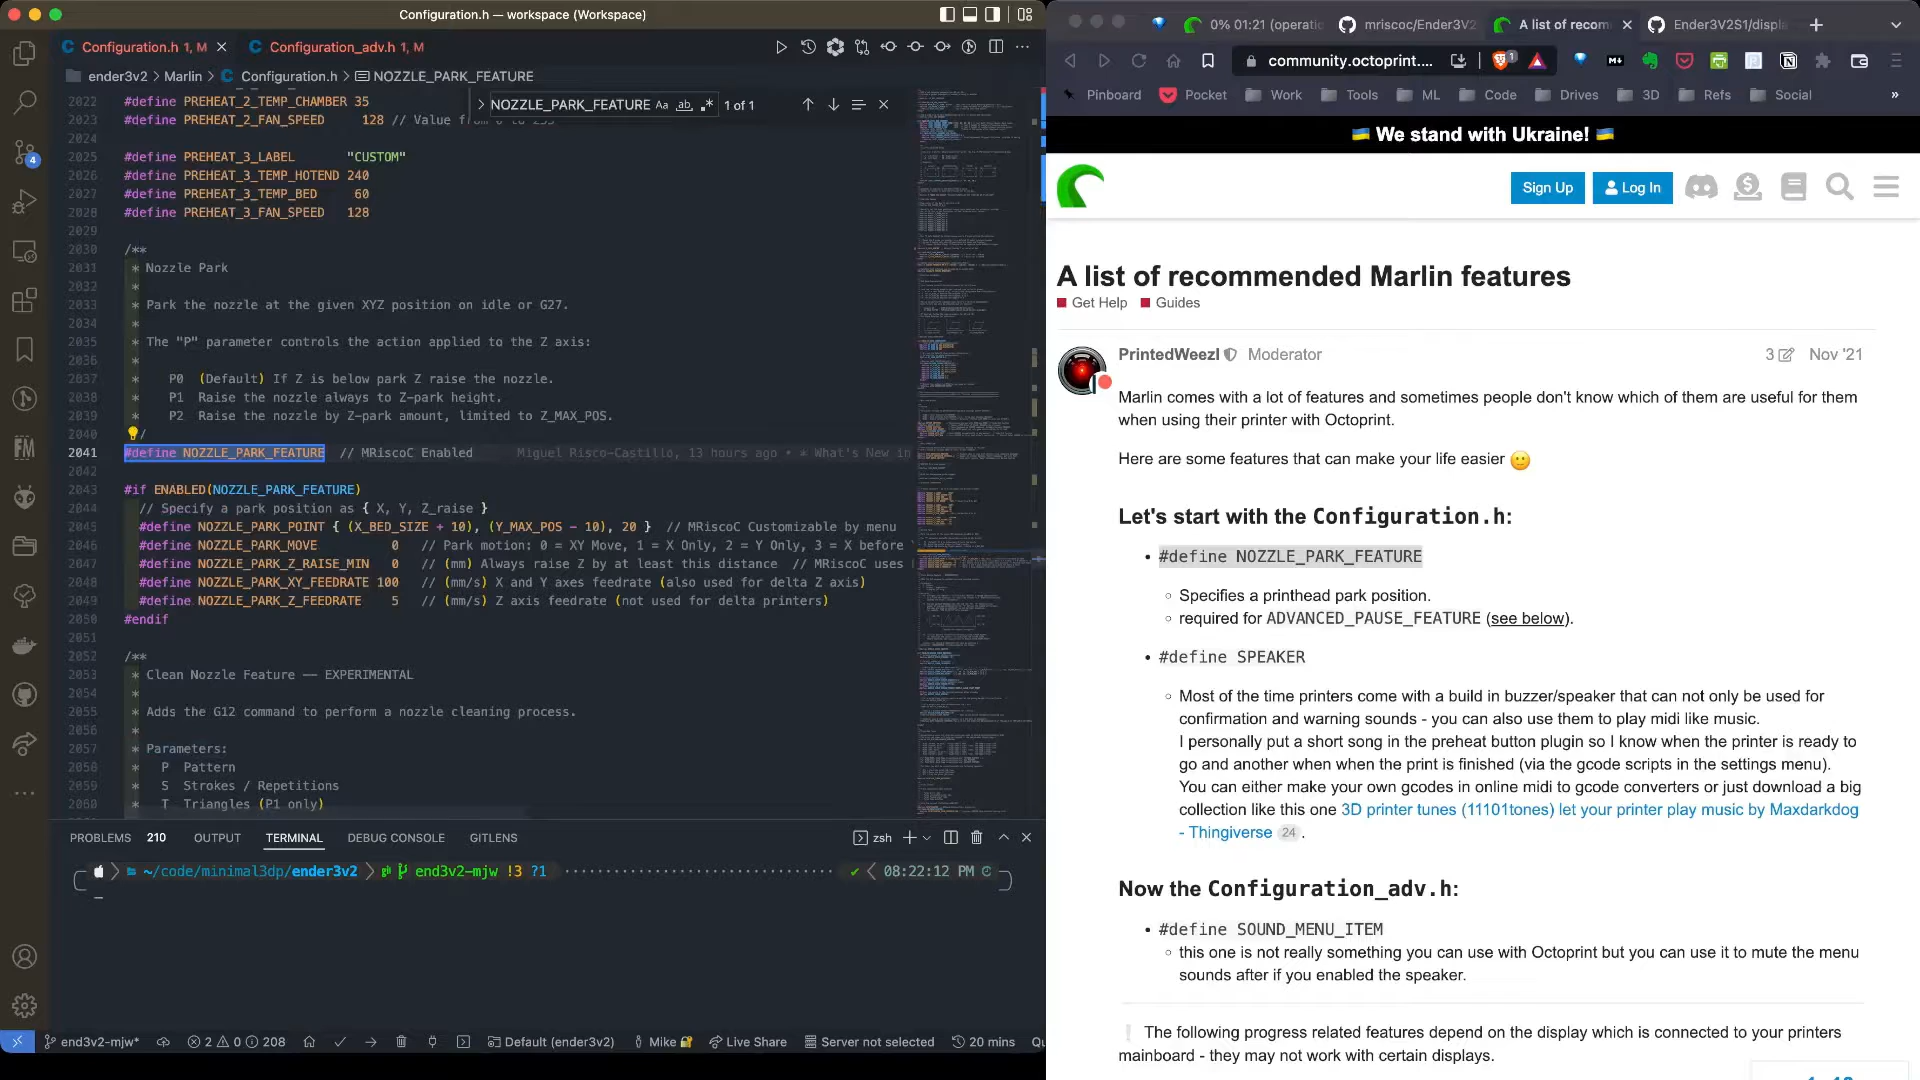 Configuration.h — workspace (Workspace)
Configuration.h 1, M
Configuration_adv.h 1, M
ender3v2 > Marlin > Configuration.h > NOZZLE_PARK_FEATURE
NOZZLE_PARK_FEATURE Aa ab 1 of 1
2022 #define PREHEAT_2_TEMP_CHAMBER 35
2023 #define PREHEAT_2_FAN_SPEED 128 // Value
2024
2025 #define PREHEAT_3_LABEL "CUSTOM"
2026 #define PREHEAT_3_TEMP_HOTEND 240
2027 #define PREHEAT_3_TEMP_BED 60
2028 #define PREHEAT_3_FAN_SPEED 128
2029
2030 /**
2031 * Nozzle Park
2032 *
2033 * Park the nozzle at the given XYZ position on idle or G27.
2034 *
2035 * The "P" parameter controls the action applied to the Z axis:
2036 *
2037 * P0 (Default) If Z is below park Z raise the nozzle.
2038 * P1 Raise the nozzle always to Z-park height.
2039 * P2 Raise the nozzle by Z-park amount, limited to Z_MAX_POS.
2040 */
2041 #define NOZZLE_PARK_FEATURE // MRiscoC Enabled Miguel Risco-Castillo, 13 hours ago • * What's New in
2042
2043 #if ENABLED(NOZZLE_PARK_FEATURE)
2044 // Specify a park position as { X, Y, Z_raise }
2045 #define NOZZLE_PARK_POINT { (X_BED_SIZE + 10), (Y_MAX_POS - 10), 20 } // MRiscoC Customizable by menu
2046 #define NOZZLE_PARK_MOVE 0 // Park motion: 0 = XY Move, 1 = X Only, 2 = Y Only, 3 = X before
2047 #define NOZZLE_PARK_Z_RAISE_MIN 0 // (mm) Always raise Z by at least this distance // MRiscoC uses
2048 #define NOZZLE_PARK_XY_FEEDRATE 100 // (mm/s) X and Y axes feedrate (also used for delta Z axis)
2049 #define NOZZLE_PARK_Z_FEEDRATE 5 // (mm/s) Z axis feedrate (not used for delta printers)
2050 #endif
2051
2052 /**
2053 * Clean Nozzle Feature -- EXPERIMENTAL
2054 *
2055 * Adds the G12 command to perform a nozzle cleaning process.
2056 *
2057 * Parameters:
2058 * P Pattern
2059 * S Strokes / Repetitions
2060 * T Triangles (P1 only)
4
FM
PROBLEMS 210 OUTPUT TERMINAL DEBUG CONSOLE GITLENS zsh
~/code/minimal3dp/ender3v2 end3v2-mjw !3 ?1 08:22:12 PM
end3v2-mjw* 2 0 208 Default (ender3v2) Mike Live Share Server not selected 20 mins Qu
0% 01:21 (operatio
mriscoc/Ender3V2
A list of recom
Ender3V2S1/displa
community.octoprint....
1
Pinboard Pocket Work Tools ML Code Drives 3D Refs Social »
We stand with Ukraine!
Sign Up
Log In
A list of recommended Marlin features
Get Help Guides
PrintedWeezl Moderator 3 Nov '21
Marlin comes with a lot of features and sometimes people don't know which of them are useful for them
when using their printer with Octoprint.
Here are some features that can make your life easier
Let's start with the Configuration.h:
• #define NOZZLE_PARK_FEATURE
Specifies a printhead park position.
required for ADVANCED_PAUSE_FEATURE (see below).
• #define SPEAKER
Most of the time printers come with a build in buzzer/speaker that can not only be used for
confirmation and warning sounds - you can also use them to play midi like music.
I personally put a short song in the preheat button plugin so I know when the printer is ready to
go and another when when the print is finished (via the gcode scripts in the settings menu).
You can either make your own gcodes in online midi to gcode converters or just download a big
collection like this one 3D printer tunes (11101tones) let your printer play music by Maxdarkdog
- Thingiverse 24 .
Now the Configuration_adv.h:
• #define SOUND_MENU_ITEM
this one is not really something you can use with Octoprint but you can use it to mute the menu
sounds after if you enabled the speaker.
The following progress related features depend on the display which is connected to your printers
mainboard - they may not work with certain displays.